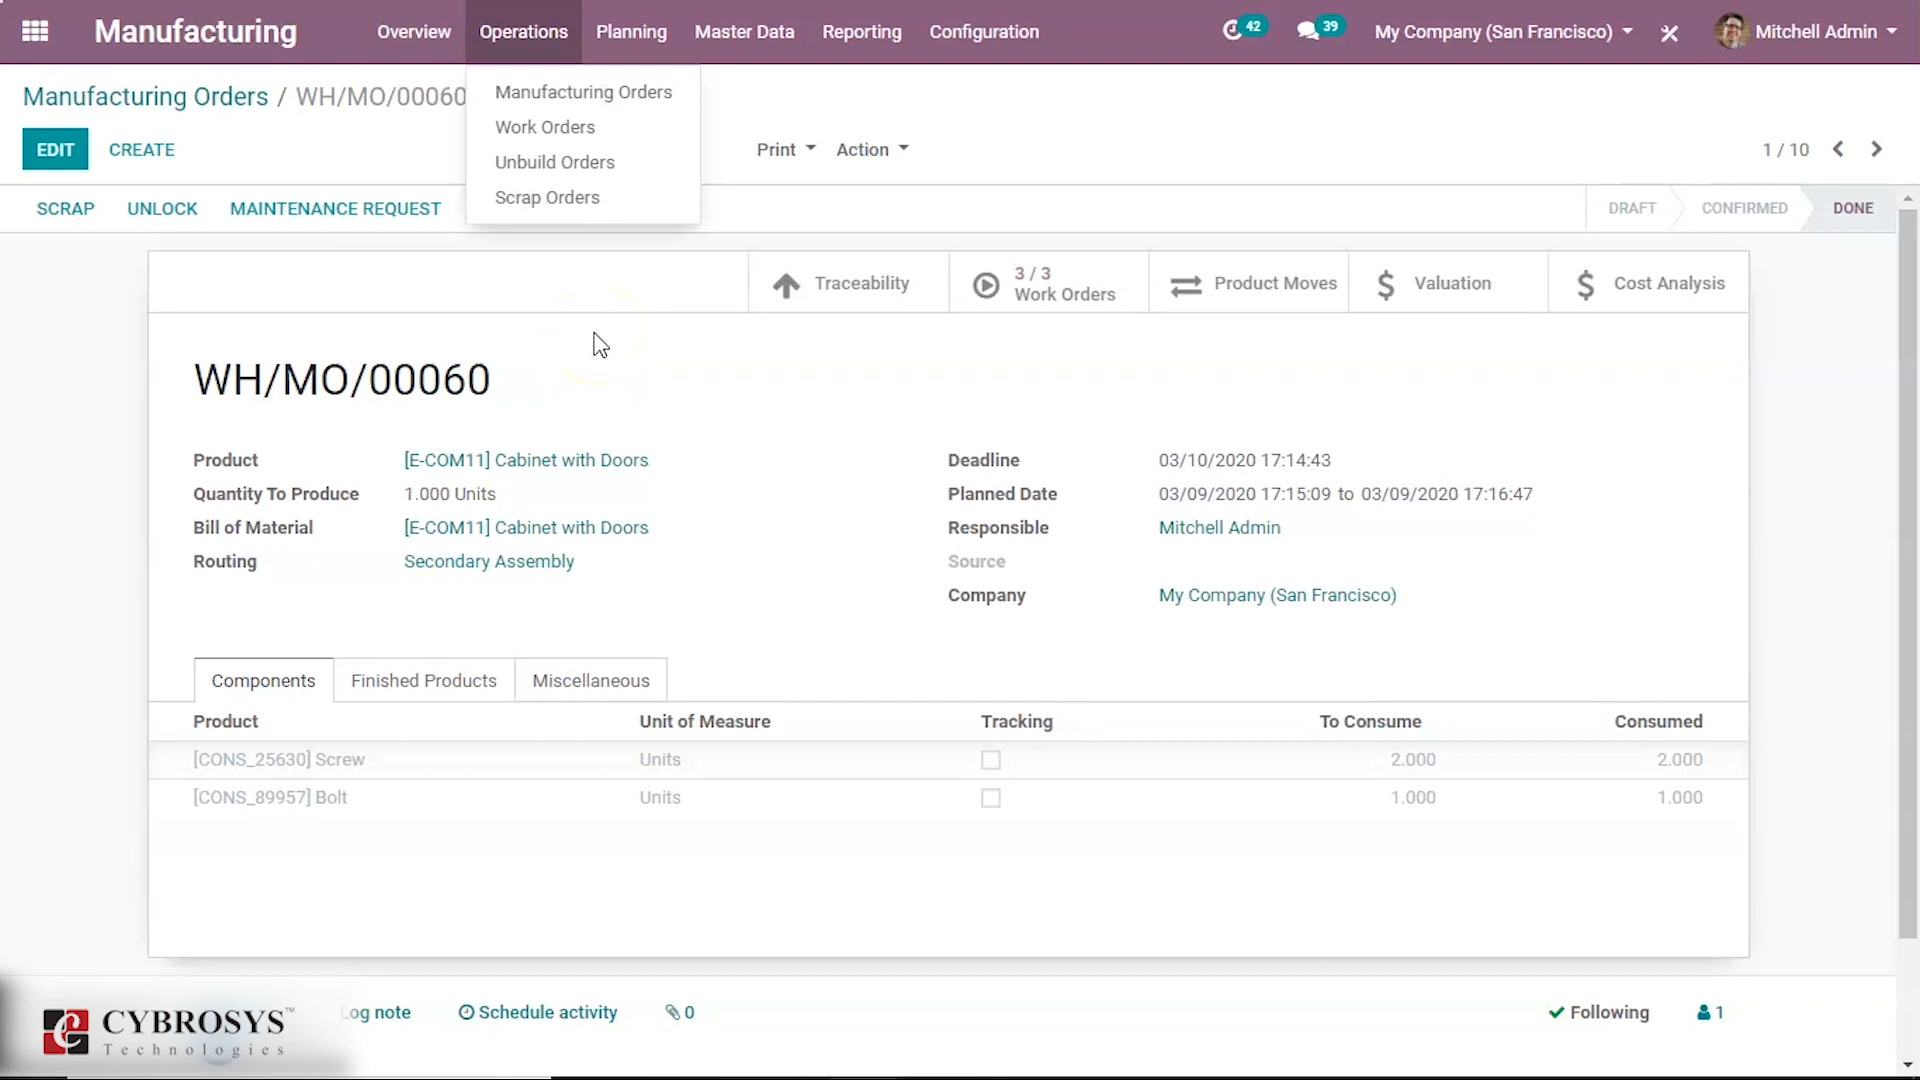 Manufacturing Overview Operations Planning Master Data Reporting Configuration 42 39 My Company (San Francisco) Mitchell Admin
Manufacturing Orders / WH/MO/00060
Manufacturing Orders
Work Orders
Unbuild Orders
Scrap Orders
EDIT CREATE Print Action 1 / 10
SCRAP UNLOCK MAINTENANCE REQUEST DRAFT CONFIRMED DONE
Traceability
3 / 3
Work Orders
Product Moves
Valuation
Cost Analysis
WH/MO/00060
Product [E-COM11] Cabinet with Doors
Quantity To Produce 1.000 Units
Bill of Material [E-COM11] Cabinet with Doors
Routing Secondary Assembly
Deadline 03/10/2020 17:14:43
Planned Date 03/09/2020 17:15:09 to 03/09/2020 17:16:47
Responsible Mitchell Admin
Source
Company My Company (San Francisco)
Components Finished Products Miscellaneous
Product Unit of Measure Tracking To Consume Consumed
[CONS_25630] Screw Units 2.000 2.000
[CONS_89957] Bolt Units 1.000 1.000
Log note Schedule activity 0 Following 1
CYBROSYS™
Technologies